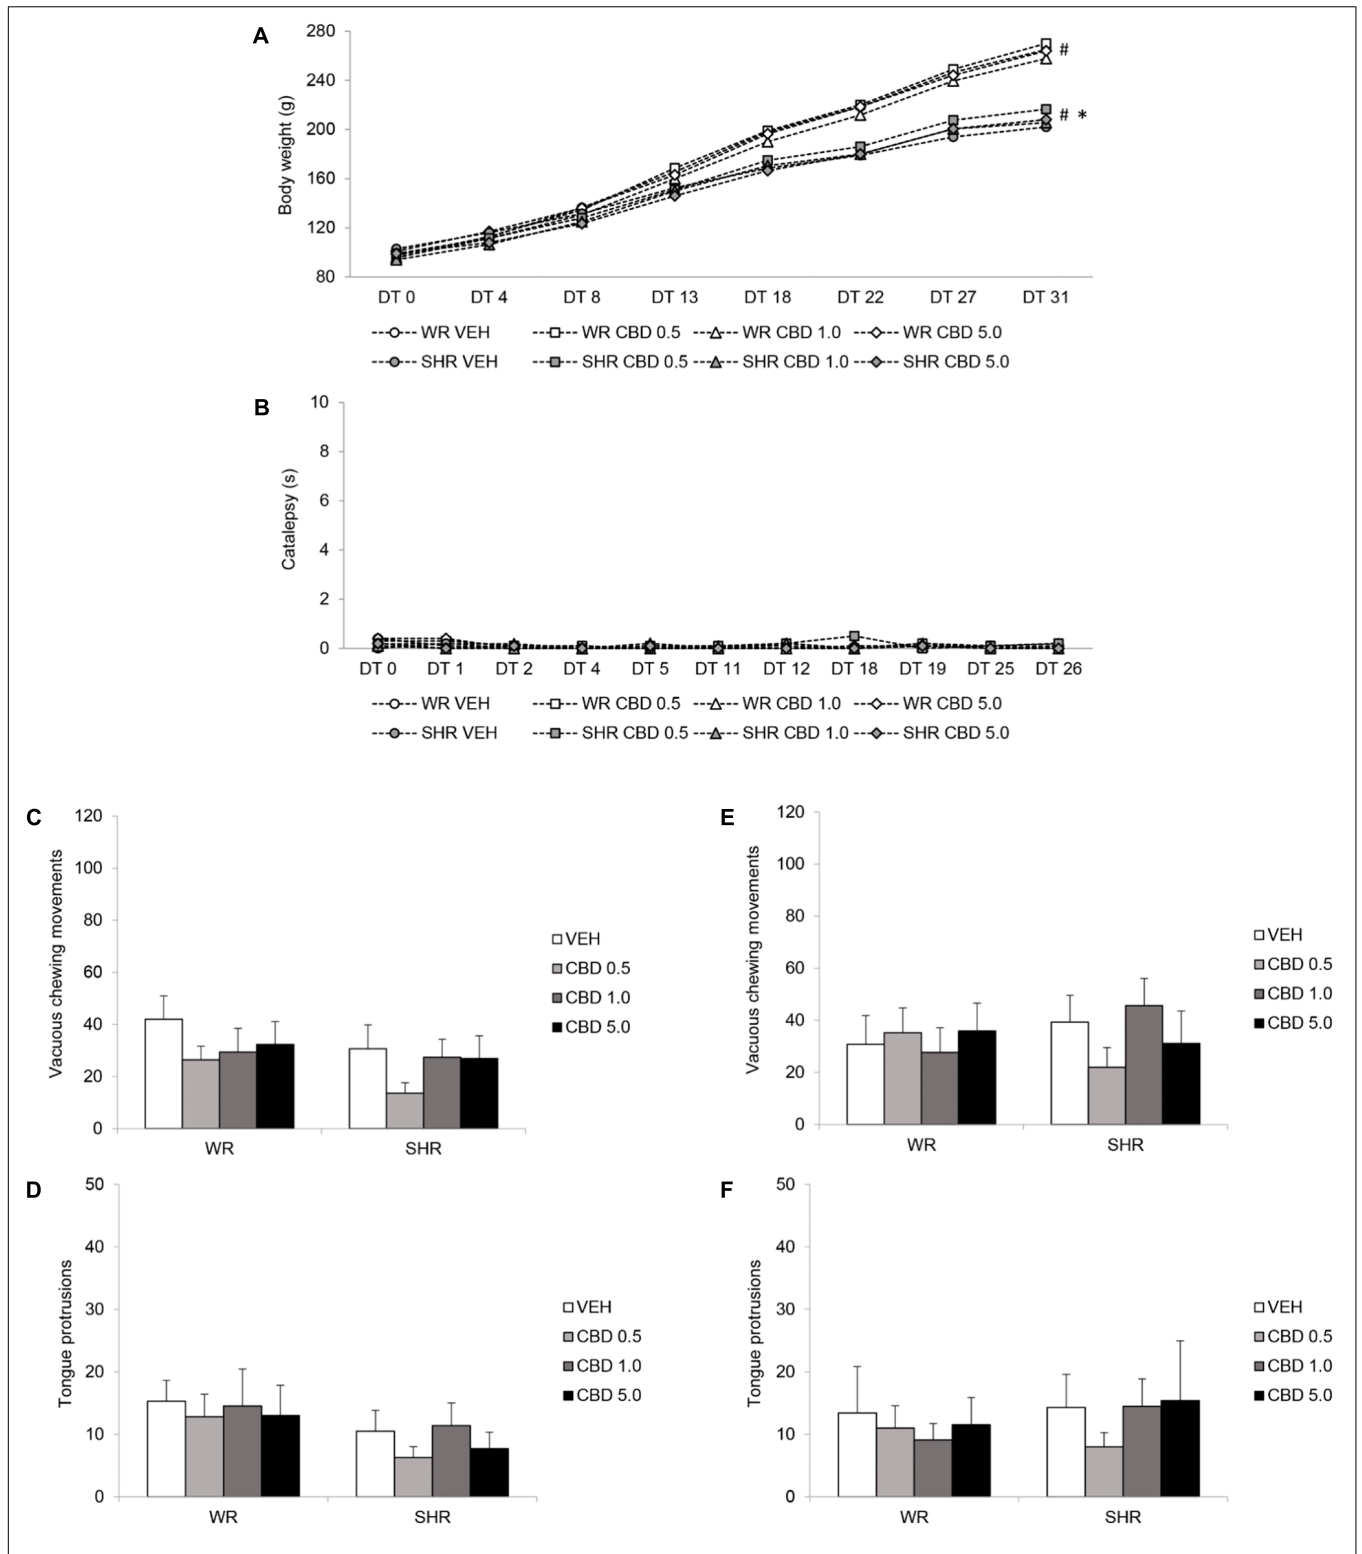 A
Body weight (g)
280
240
200
160
120
80
#
# *
DT 0 DT 4 DT 8 DT 13 DT 18 DT 22 DT 27 DT 31
WR VEH WR CBD 0.5 WR CBD 1.0 WR CBD 5.0
SHR VEH SHR CBD 0.5 SHR CBD 1.0 SHR CBD 5.0
B
Catalepsy (s)
10
8
6
4
2
0
DT 0 DT 1 DT 2 DT 4 DT 5 DT 11 DT 12 DT 18 DT 19 DT 25 DT 26
WR VEH WR CBD 0.5 WR CBD 1.0 WR CBD 5.0
SHR VEH SHR CBD 0.5 SHR CBD 1.0 SHR CBD 5.0
C
Vacuous chewing movements
120
100
80
60
40
20
0
WR SHR
VEH
CBD 0.5
CBD 1.0
CBD 5.0
E
Vacuous chewing movements
120
100
80
60
40
20
0
WR SHR
VEH
CBD 0.5
CBD 1.0
CBD 5.0
D
Tongue protrusions
50
40
30
20
10
0
WR SHR
VEH
CBD 0.5
CBD 1.0
CBD 5.0
F
Tongue protrusions
50
40
30
20
10
0
WR SHR
VEH
CBD 0.5
CBD 1.0
CBD 5.0